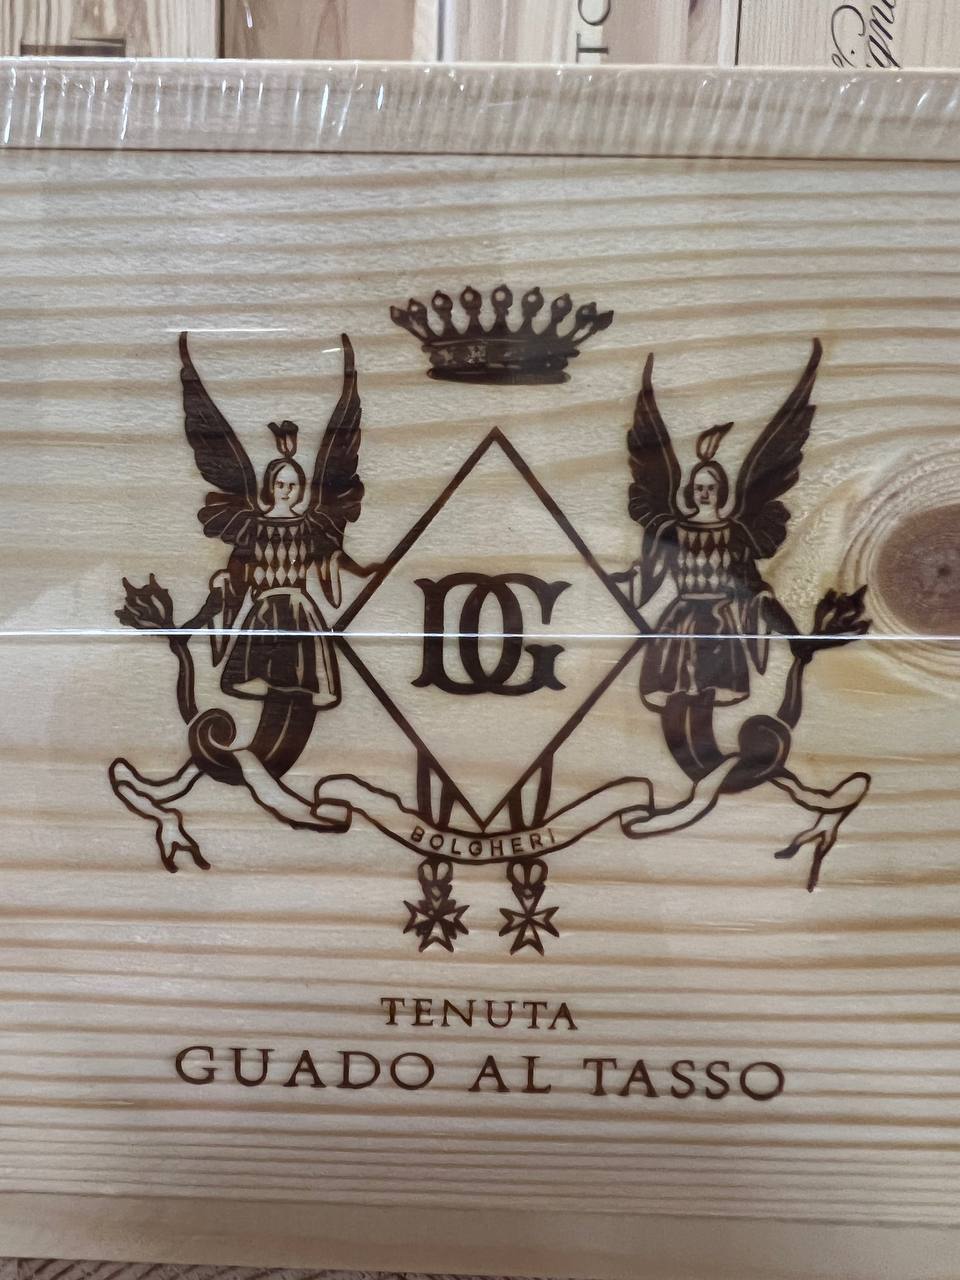 DG
BOLGHERI
TENUTA
GUADO AL TASSO